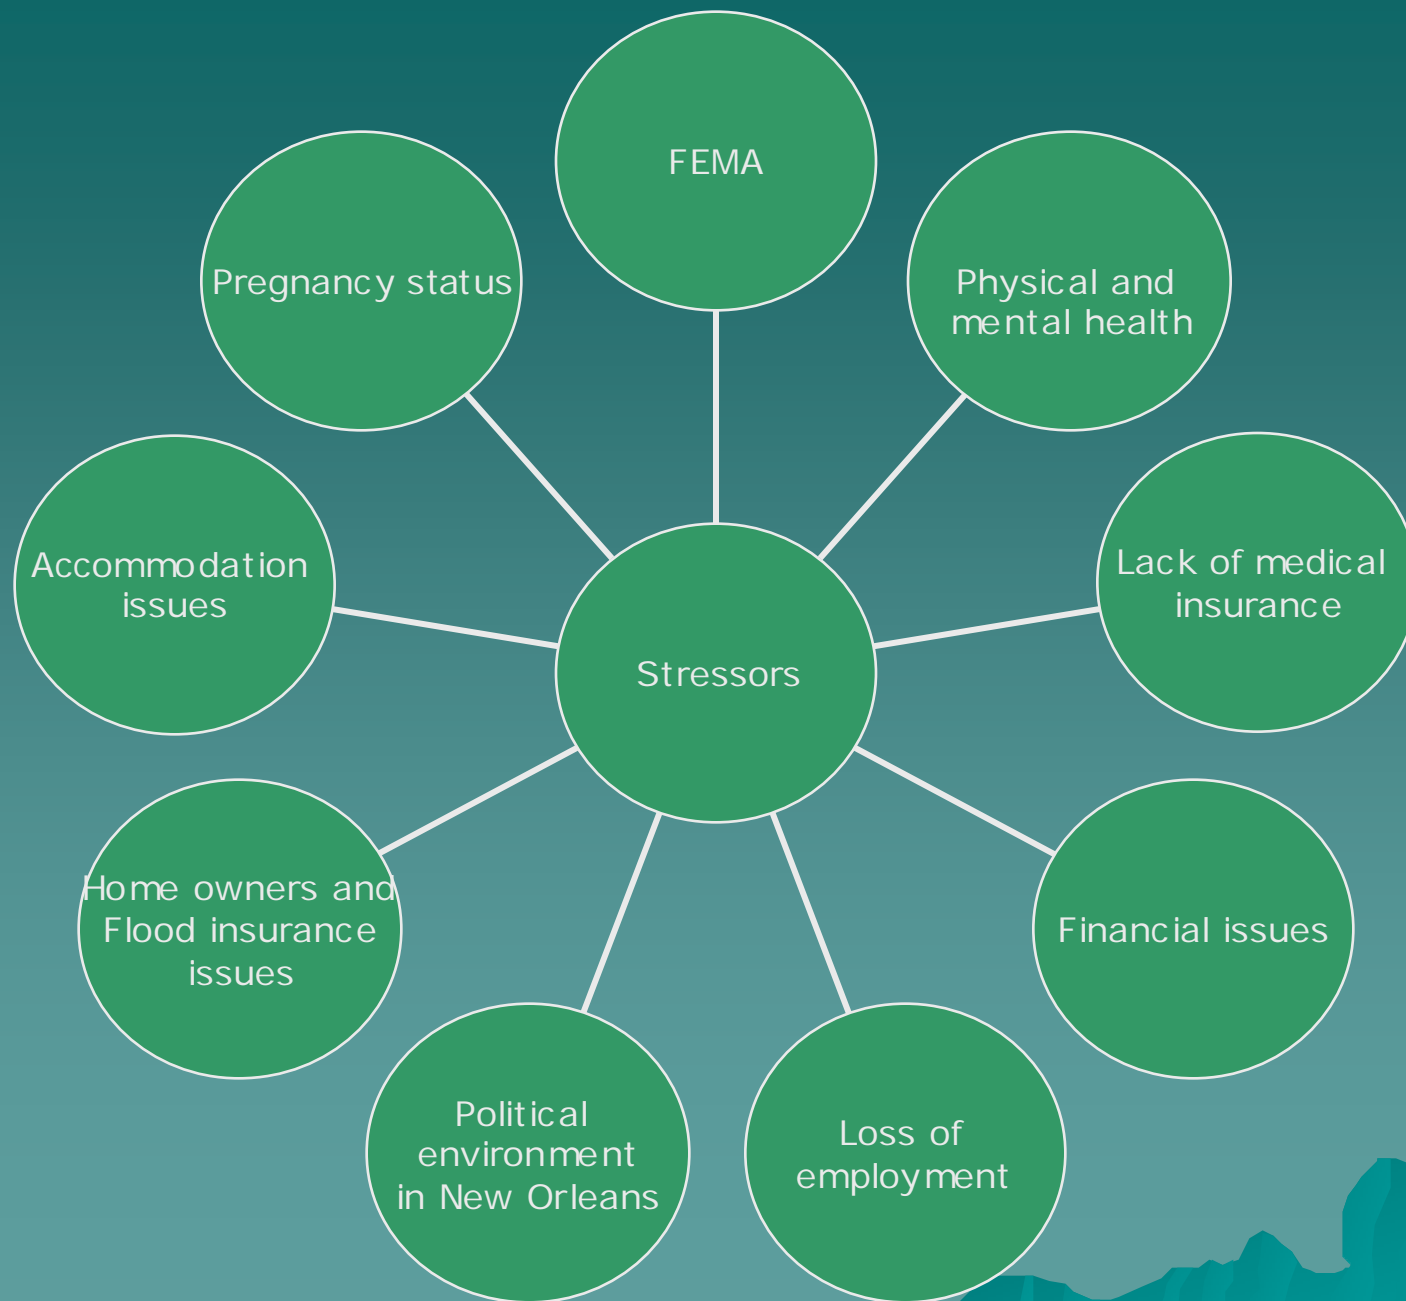 FEMA
Pregnancy status
Physical and
mental health
Accommodation
issues
Lack of medical
insurance
Stressors
Home owners and
Flood insurance
issues
Financial issues
Political
environment
in New Orleans
Loss of
employment